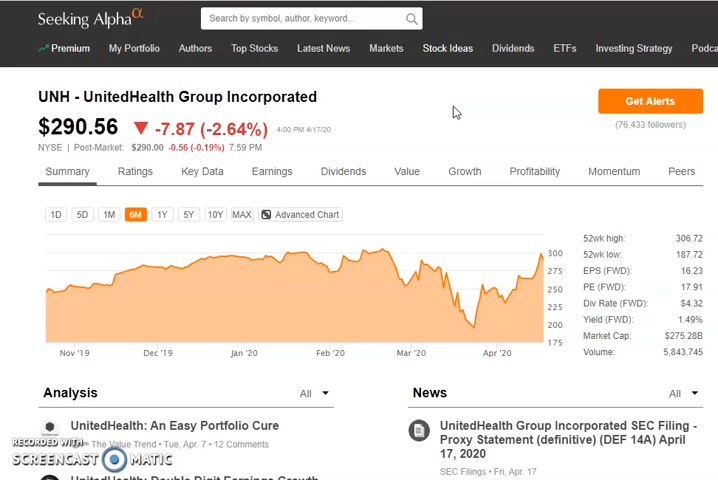 Seeking Alpha α
Search by symbol, author, keyword...
Premium My Portfolio Authors Top Stocks Latest News Markets Stock Ideas Dividends ETFs Investing Strategy Podca
UNH - UnitedHealth Group Incorporated
Get Alerts
$290.56 ▼ -7.87 (-2.64%) 4:00 PM 4/17/20
(76,433 followers)
NYSE | Post-Market: $290.00 -0.56 (-0.19%) 7:59 PM
Summary Ratings Key Data Earnings Dividends Value Growth Profitability Momentum Peers
1D 5D 1M 6M 1Y 5Y 10Y MAX Advanced Chart
300
275
250
225
200
175
Nov '19 Dec '19 Jan '20 Feb '20 Mar '20 Apr '20
52wk high: 306.72
52wk low: 187.72
EPS (FWD): 16.23
PE (FWD): 17.91
Div Rate (FWD): $4.32
Yield (FWD): 1.49%
Market Cap: $275.28B
Volume: 5,843,745
Analysis All
UnitedHealth: An Easy Portfolio Cure
The Value Trend • Tue, Apr. 7 • 12 Comments
UnitedHealth: Double Digit Earnings Growth
News All
UnitedHealth Group Incorporated SEC Filing -
Proxy Statement (definitive) (DEF 14A) April
17, 2020
SEC Filings • Fri, Apr. 17
RECORDED WITH
SCREENCAST MATIC